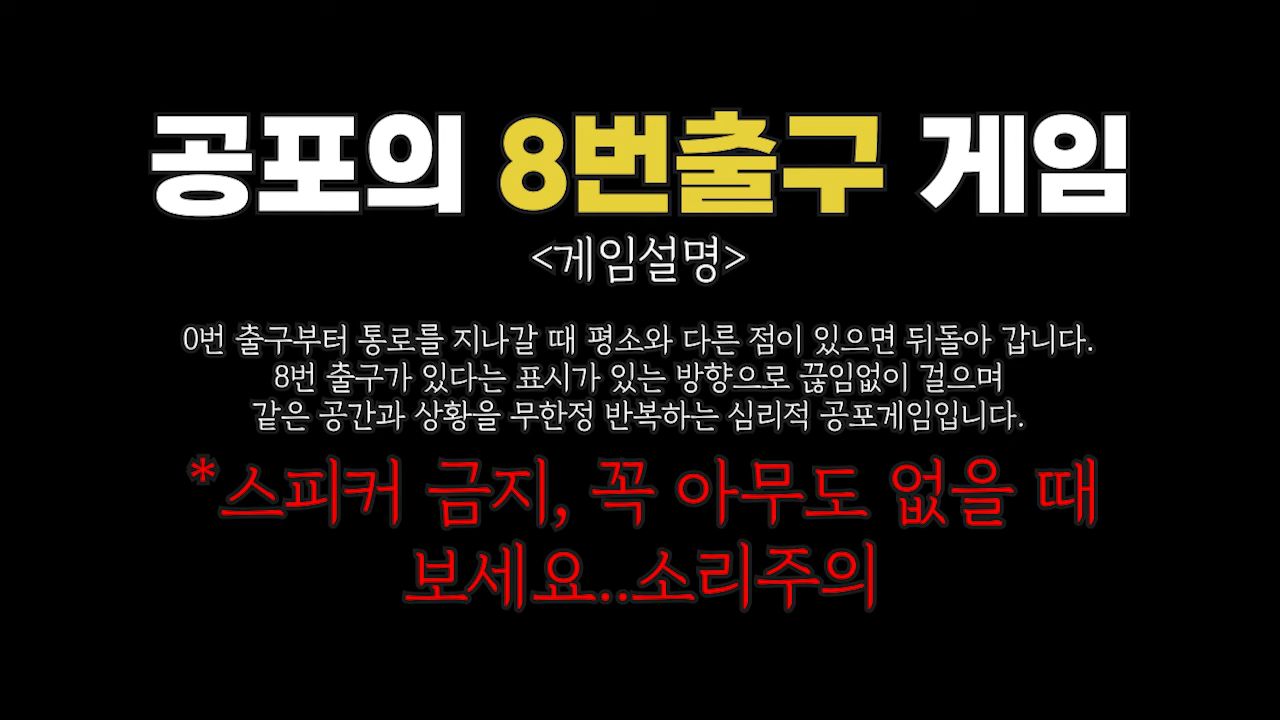 공포의 8번출구 게임
<게임설명>
0번 출구부터 통로를 지나갈 때 평소와 다른 점이 있으면 뒤돌아 갑니다.
8번 출구가 있다는 표시가 있는 방향으로 끊임없이 걸으며
같은 공간과 상황을 무한정 반복하는 심리적 공포게임입니다.
*스피커 금지, 꼭 아무도 없을 때
보세요..소리주의